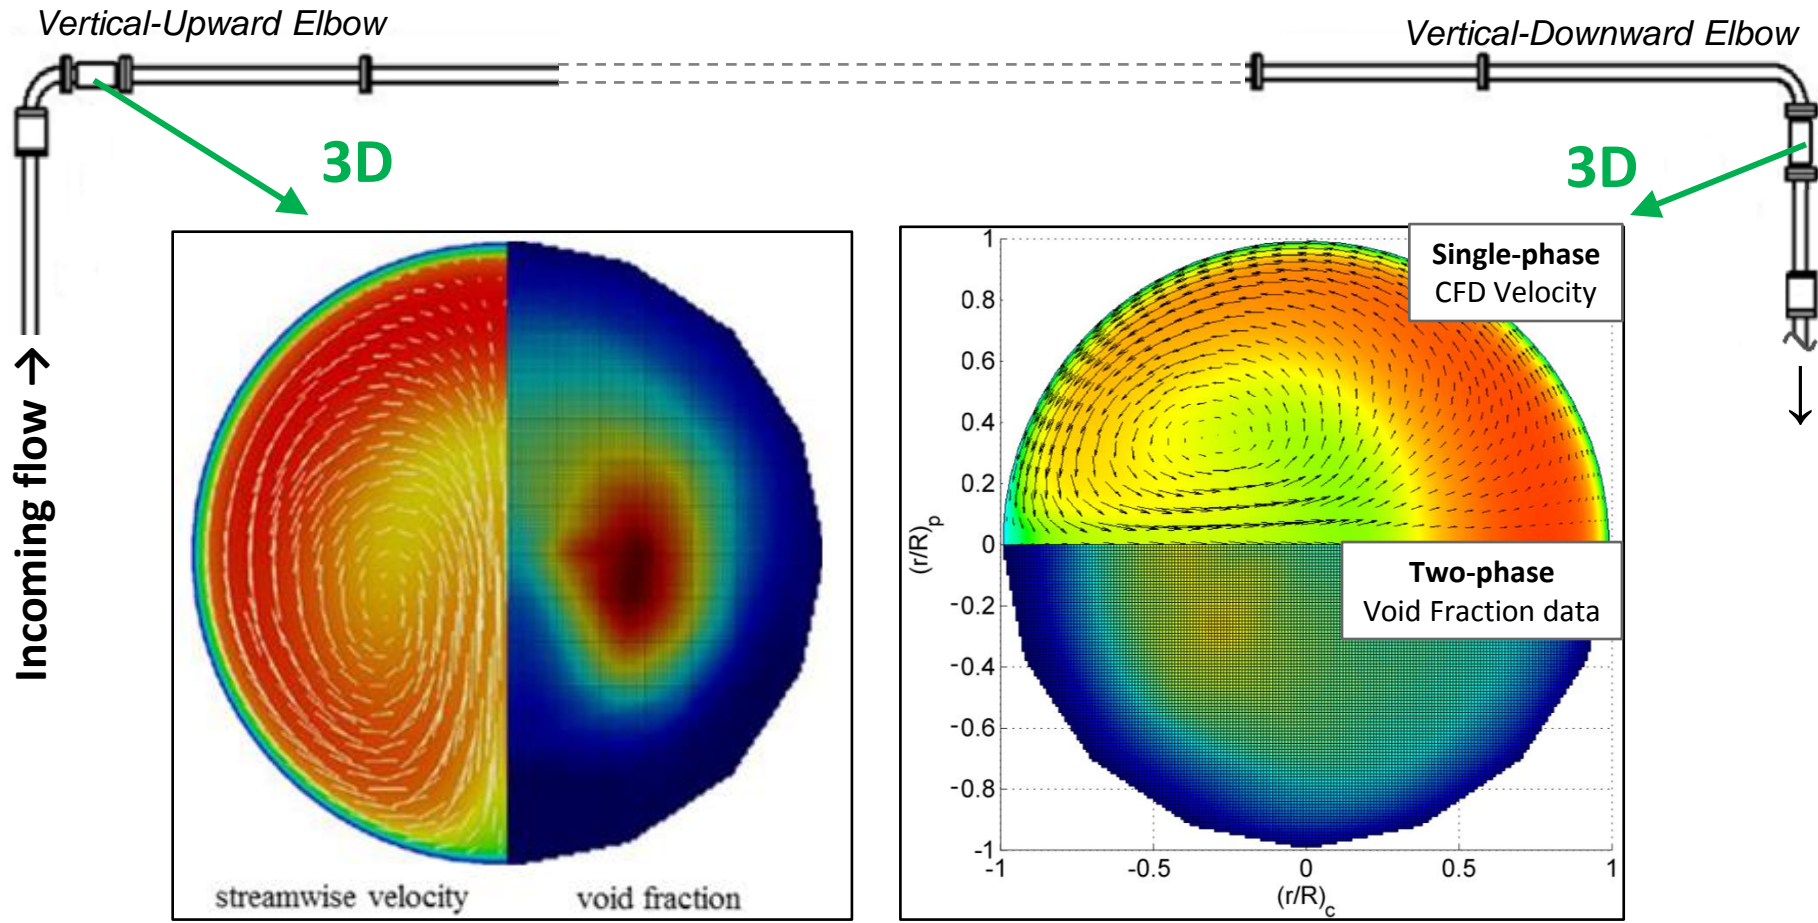 Vertical-Upward Elbow
Vertical-Downward Elbow
3D
3D
Incoming flow →
streamwise velocity
void fraction
Single-phase
CFD Velocity
Two-phase
Void Fraction data
1
0.8
0.6
0.4
0.2
0
-0.2
-0.4
-0.6
-0.8
-1
(r/R)p
-1
-0.5
0
0.5
1
(r/R)c